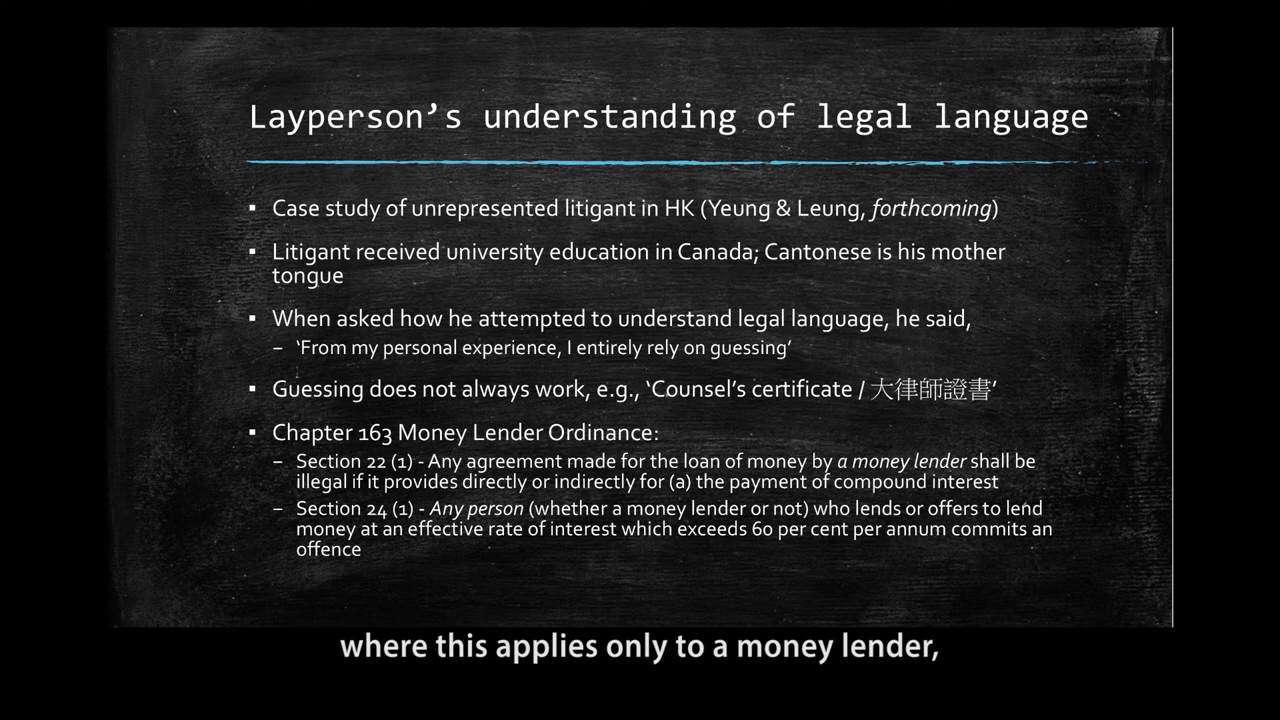 Layperson’s understanding of legal language
▪ Case study of unrepresented litigant in HK (Yeung & Leung, forthcoming)
▪ Litigant received university education in Canada; Cantonese is his mother
tongue
▪ When asked how he attempted to understand legal language, he said,
– ‘From my personal experience, I entirely rely on guessing’
▪ Guessing does not always work, e.g., ‘Counsel’s certificate / 大律師證書’
▪ Chapter 163 Money Lender Ordinance:
– Section 22 (1) - Any agreement made for the loan of money by a money lender shall be
illegal if it provides directly or indirectly for (a) the payment of compound interest
– Section 24 (1) - Any person (whether a money lender or not) who lends or offers to lend
money at an effective rate of interest which exceeds 60 per cent per annum commits an
offence
where this applies only to a money lender,